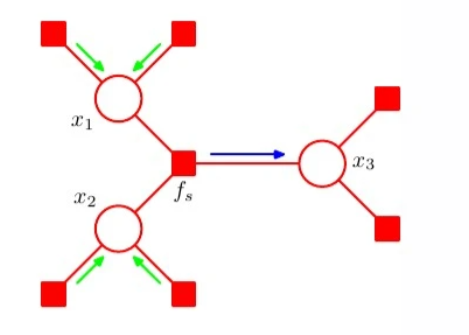 x₁
x₂
fₛ
x₃